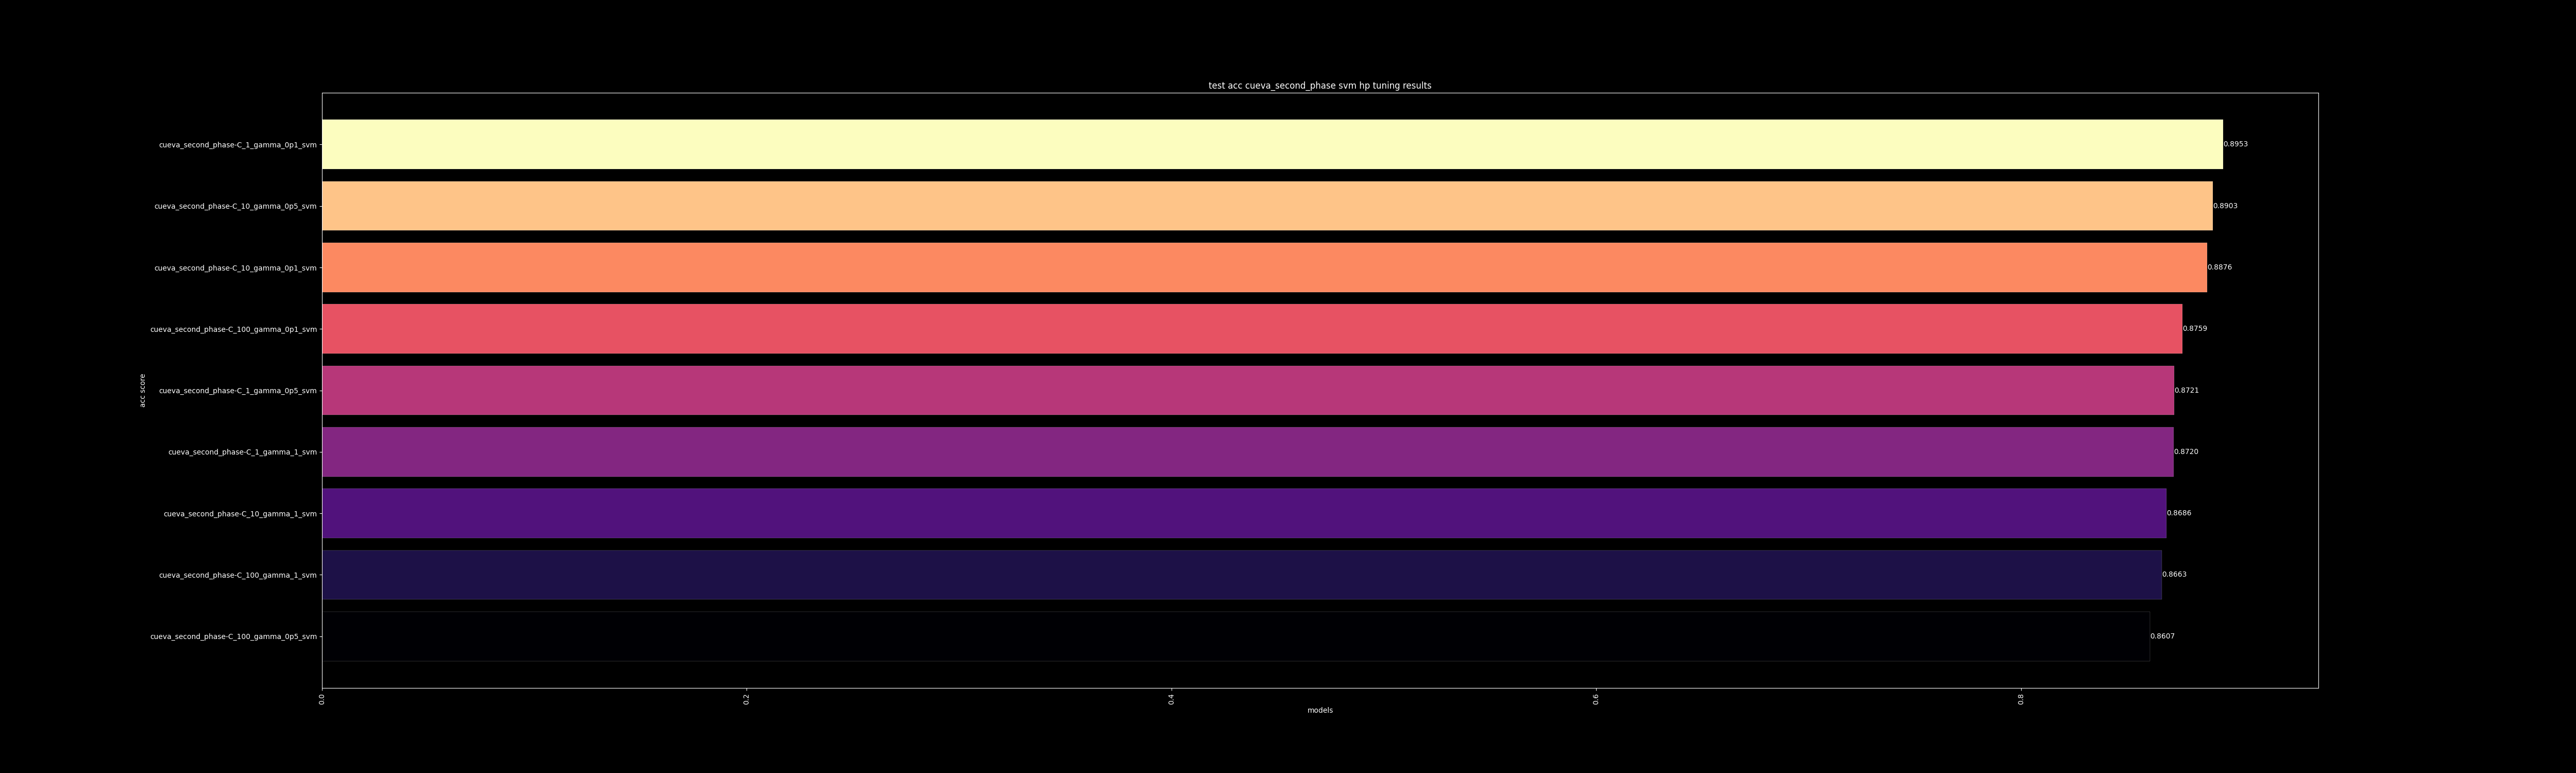 test acc cueva_second_phase svm hp tuning results
cueva_second_phase-C_1_gamma_0p1_svm
0.8953
cueva_second_phase-C_10_gamma_0p5_svm
0.8903
cueva_second_phase-C_10_gamma_0p1_svm
0.8876
cueva_second_phase-C_100_gamma_0p1_svm
0.8759
acc score
cueva_second_phase-C_1_gamma_0p5_svm
0.8721
cueva_second_phase-C_1_gamma_1_svm
0.8720
cueva_second_phase-C_10_gamma_1_svm
0.8686
cueva_second_phase-C_100_gamma_1_svm
0.8663
cueva_second_phase-C_100_gamma_0p5_svm
0.8607
0.0
0.2
0.4
0.6
0.8
models